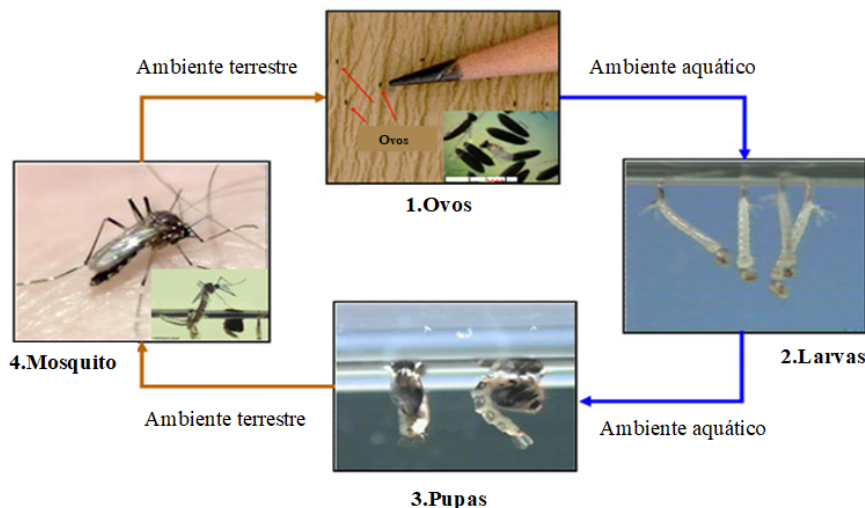 Ambiente terrestre
Ambiente aquático
Ovos
1.Ovos
4.Mosquito
2.Larvas
Ambiente terrestre
Ambiente aquático
3.Pupas